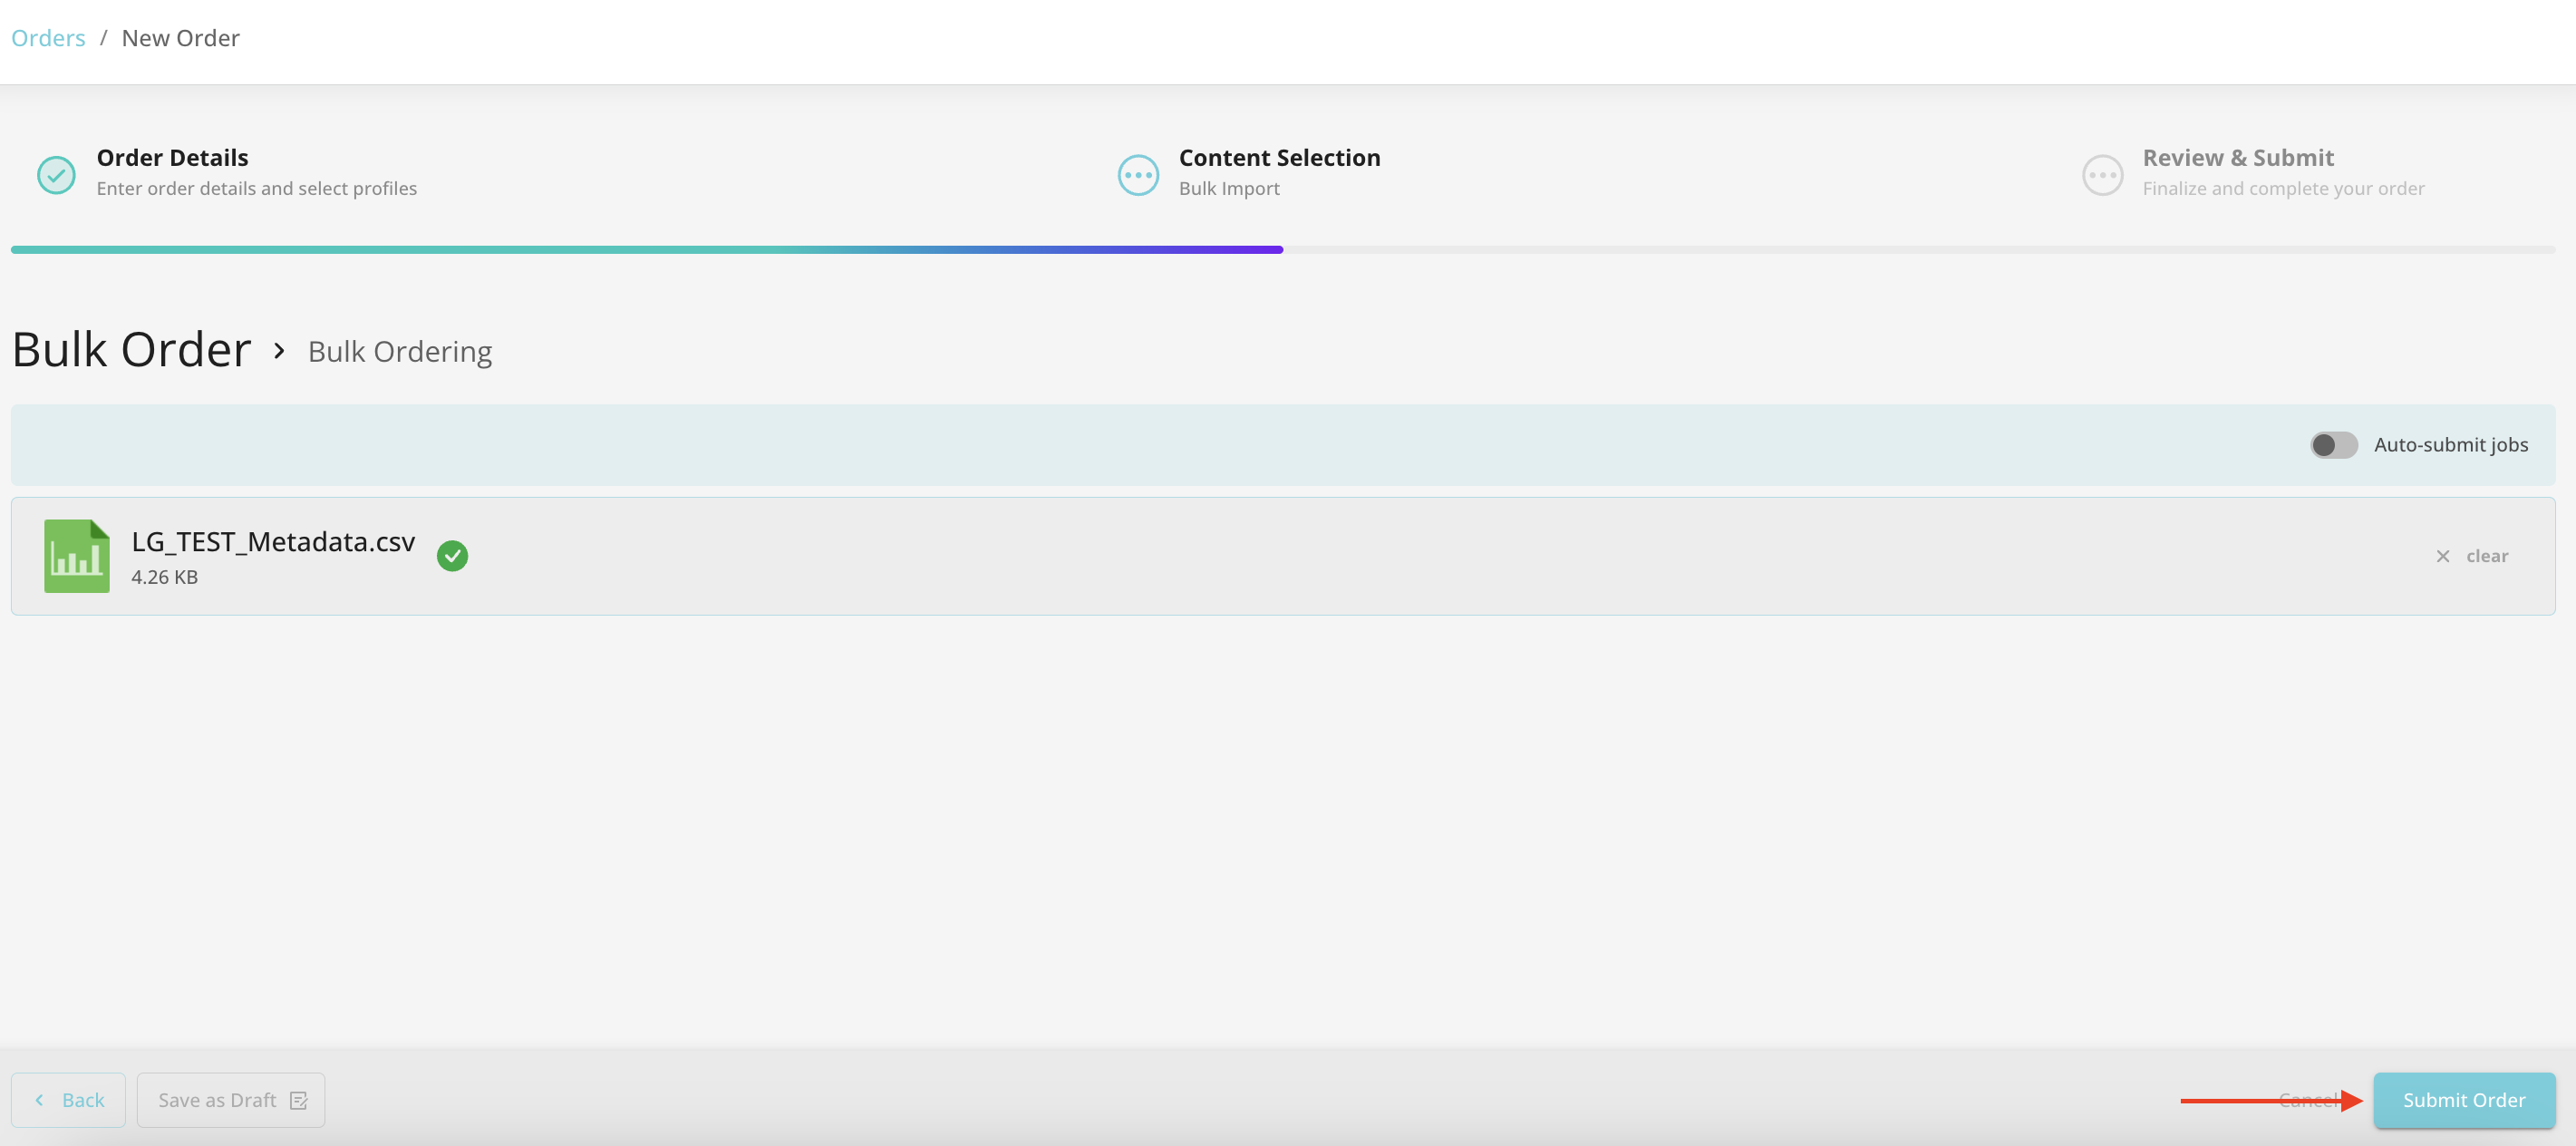 Orders / New Order
Order Details
Enter order details and select profiles
Content Selection
Bulk Import
Review & Submit
Finalize and complete your order
Bulk Order > Bulk Ordering
Auto-submit jobs
LG_TEST_Metadata.csv
4.26 KB
clear
Back
Save as Draft
Cancel
Submit Order